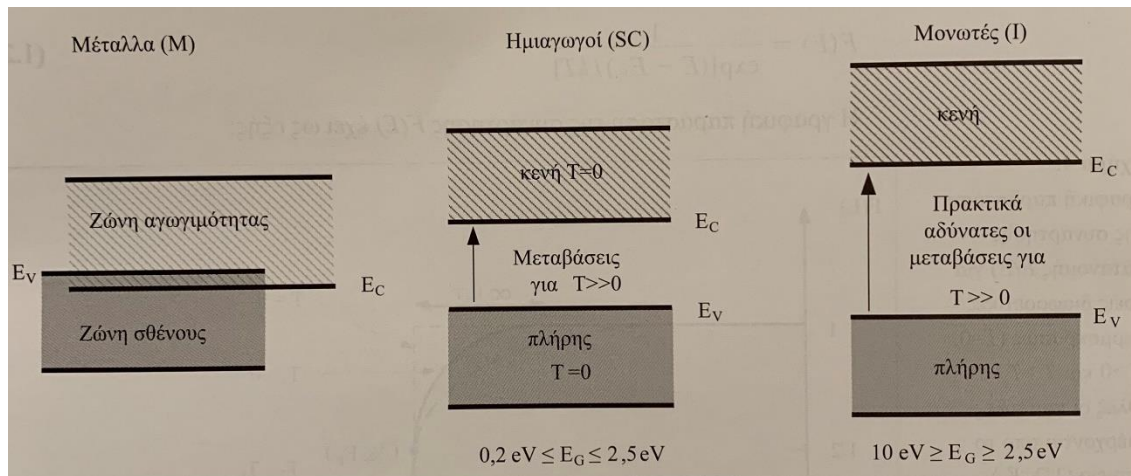 Μέταλλα (Μ)
Ζώνη αγωγιμότητας
E_V
E_C
Ζώνη σθένους
Ημιαγωγοί (SC)
κενή T=0
E_C
Μεταβάσεις
για T>>0
E_V
πλήρης
T =0
0,2 eV ≤ E_G ≤ 2,5 eV
Μονωτές (Ι)
κενή
E_C
Πρακτικά
αδύνατες οι
μεταβάσεις για
T >> 0
E_V
πλήρης
10 eV ≥ E_G ≥ 2,5 eV